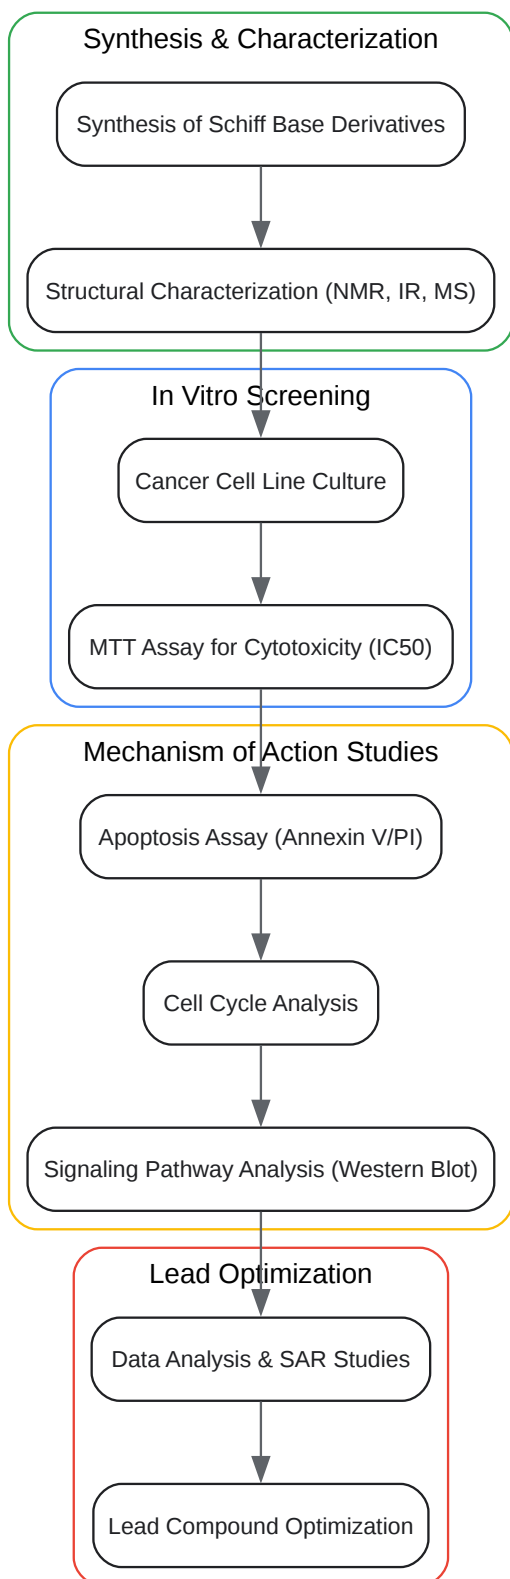 Synthesis & Characterization
Synthesis of Schiff Base Derivatives
Structural Characterization (NMR, IR, MS)
In Vitro Screening
Cancer Cell Line Culture
MTT Assay for Cytotoxicity (IC50)
Mechanism of Action Studies
Apoptosis Assay (Annexin V/PI)
Cell Cycle Analysis
Signaling Pathway Analysis (Western Blot)
Lead Optimization
Data Analysis & SAR Studies
Lead Compound Optimization